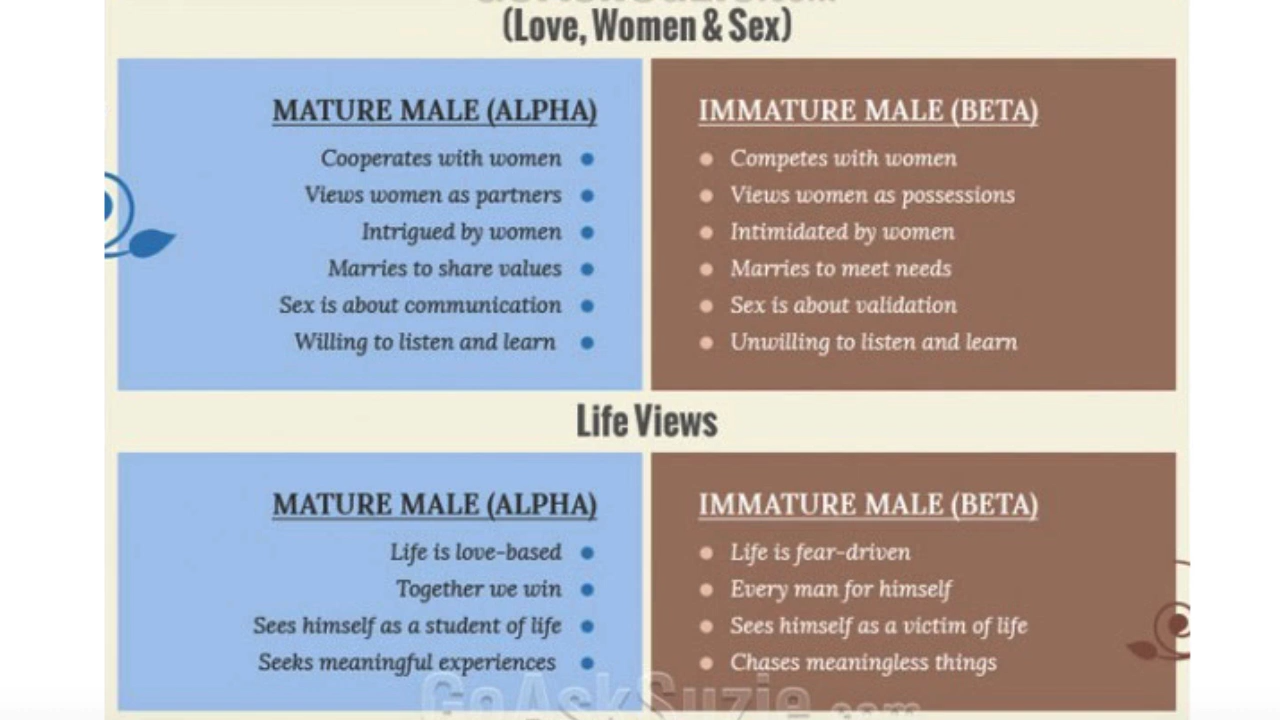 (Love, Women & Sex)
MATURE MALE (ALPHA)
Cooperates with women
Views women as partners
Intrigued by women
Marries to share values
Sex is about communication
Willing to listen and learn
IMMATURE MALE (BETA)
Competes with women
Views women as possessions
Intimidated by women
Marries to meet needs
Sex is about validation
Unwilling to listen and learn
Life Views
MATURE MALE (ALPHA)
Life is love-based
Together we win
Sees himself as a student of life
Seeks meaningful experiences
IMMATURE MALE (BETA)
Life is fear-driven
Every man for himself
Sees himself as a victim of life
Chases meaningless things
GoAskSuzie.com